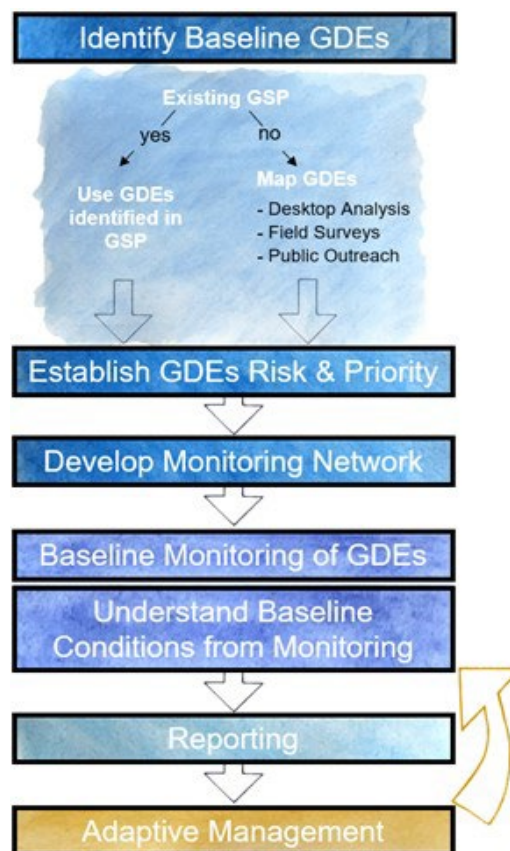 Identify Baseline GDEs
Existing GSP
yes
no
Use GDEs
identified in
GSP
Map GDEs
- Desktop Analysis
- Field Surveys
- Public Outreach
Establish GDEs Risk & Priority
Develop Monitoring Network
Baseline Monitoring of GDEs
Understand Baseline
Conditions from Monitoring
Reporting
Adaptive Management